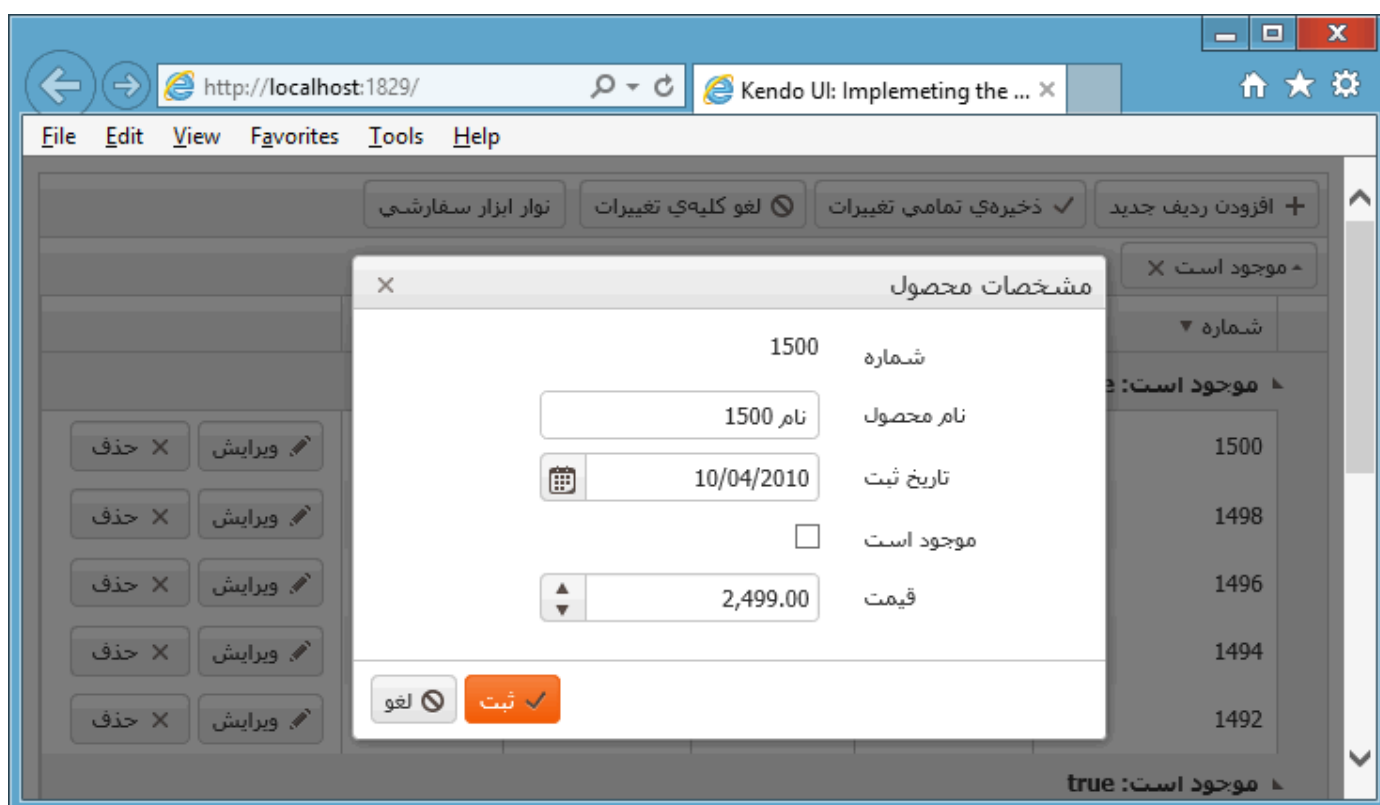 http://localhost:1829/
Kendo UI: Implemeting the ...
File Edit View Favorites Tools Help
افزودن ردیف جدید ذخیره‌ي تمامی تغییرات لغو کلیه‌ي تغییرات نوار ابزار سفارشی
موجود است
شماره
موجود است:
مشخصات محصول
شماره 1500
نام محصول نام 1500
تاریخ ثبت 10/04/2010
موجود است
قیمت 2,499.00
ثبت لغو
1500 ویرایش حذف
1498 ویرایش حذف
1496 ویرایش حذف
1494 ویرایش حذف
1492 ویرایش حذف
موجود است: true